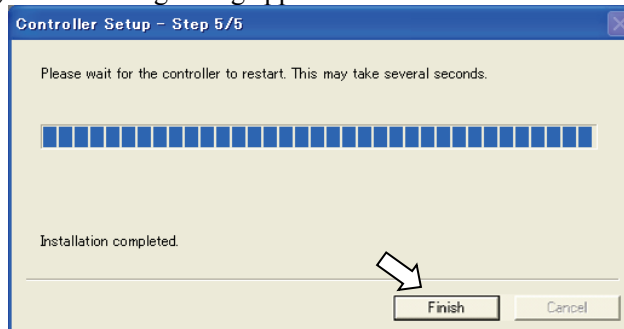 Controller Setup - Step 5/5
Please wait for the controller to restart. This may take several seconds.
Installation completed.
Finish
Cancel